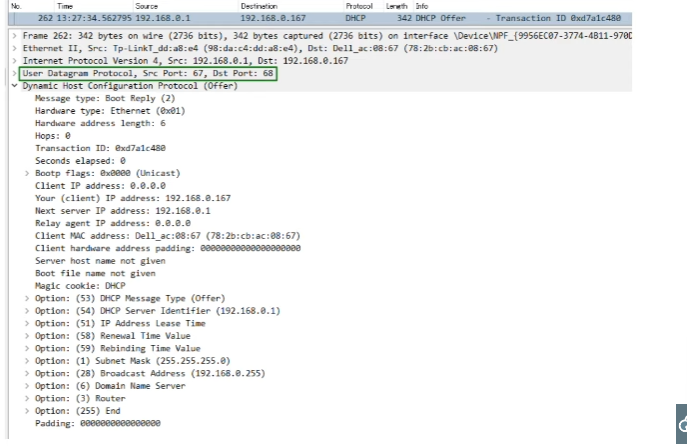 No. Time Source Destination Protocol Length Info
262 13:27:34.562795 192.168.0.1 192.168.0.167 DHCP 342 DHCP Offer - Transaction ID 0xd7a1c480
Frame 262: 342 bytes on wire (2736 bits), 342 bytes captured (2736 bits) on interface \Device\NPF_{9956EC07-3774-4B11-970D
Ethernet II, Src: Tp-LinkT_dd:a8:e4 (98:da:c4:dd:a8:e4), Dst: Dell_ac:08:67 (78:2b:cb:ac:08:67)
Internet Protocol Version 4, Src: 192.168.0.1, Dst: 192.168.0.167
User Datagram Protocol, Src Port: 67, Dst Port: 68
Dynamic Host Configuration Protocol (Offer)
Message type: Boot Reply (2)
Hardware type: Ethernet (0x01)
Hardware address length: 6
Hops: 0
Transaction ID: 0xd7a1c480
Seconds elapsed: 0
Bootp flags: 0x0000 (Unicast)
Client IP address: 0.0.0.0
Your (client) IP address: 192.168.0.167
Next server IP address: 192.168.0.1
Relay agent IP address: 0.0.0.0
Client MAC address: Dell_ac:08:67 (78:2b:cb:ac:08:67)
Client hardware address padding: 00000000000000000000
Server host name not given
Boot file name not given
Magic cookie: DHCP
Option: (53) DHCP Message Type (Offer)
Option: (54) DHCP Server Identifier (192.168.0.1)
Option: (51) IP Address Lease Time
Option: (58) Renewal Time Value
Option: (59) Rebinding Time Value
Option: (1) Subnet Mask (255.255.255.0)
Option: (28) Broadcast Address (192.168.0.255)
Option: (6) Domain Name Server
Option: (3) Router
Option: (255) End
Padding: 0000000000000000